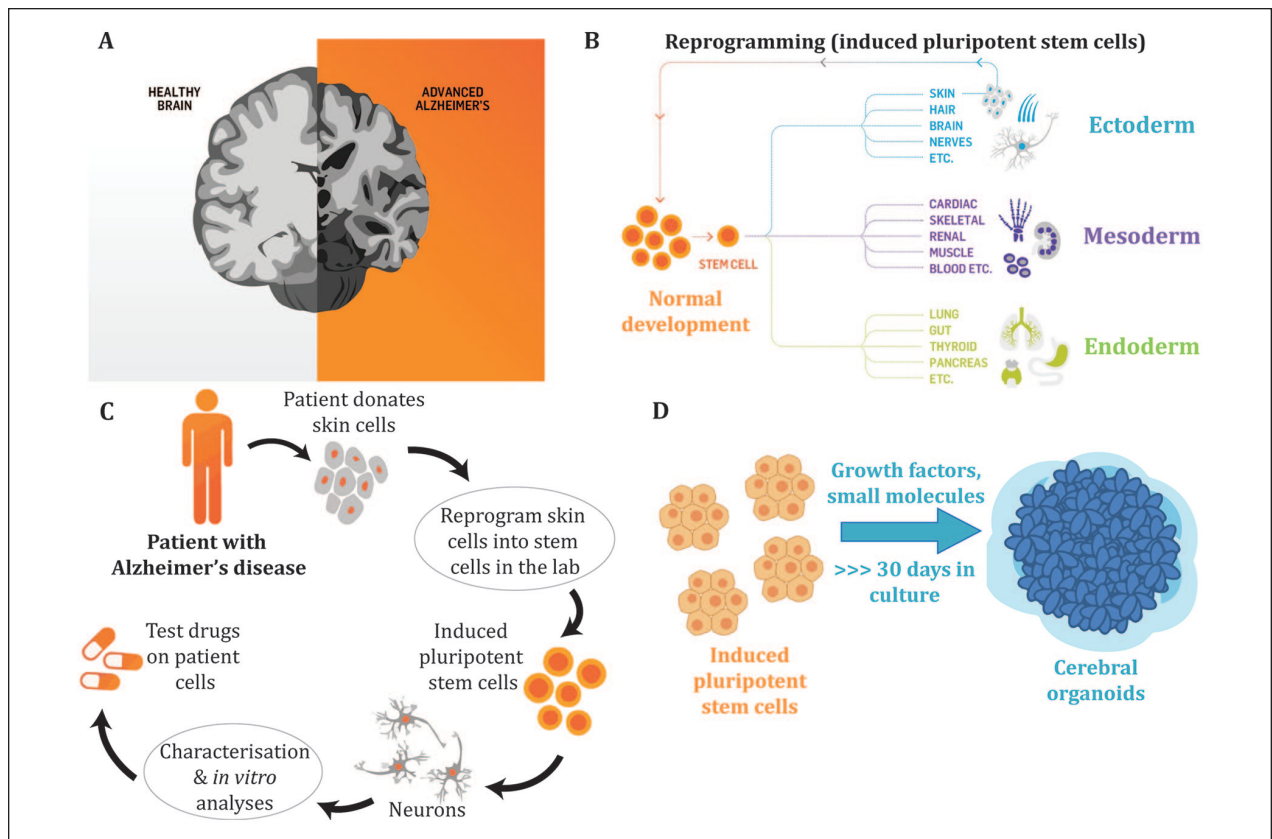 A
HEALTHY
BRAIN
ADVANCED
ALZHEIMER'S
B
Reprogramming (induced pluripotent stem cells)
SKIN
HAIR
BRAIN
NERVES
ETC.
Ectoderm
CARDIAC
SKELETAL
RENAL
MUSCLE
BLOOD ETC.
Mesoderm
STEM CELL
Normal
development
LUNG
GUT
THYROID
PANCREAS
ETC.
Endoderm
C
Patient donates
skin cells
Patient with
Alzheimer's disease
Reprogram skin
cells into stem
cells in the lab
Induced
pluripotent
stem cells
Neurons
Characterisation
& in vitro
analyses
Test drugs
on patient
cells
D
Growth factors,
small molecules
>>> 30 days in
culture
Induced
pluripotent
stem cells
Cerebral
organoids